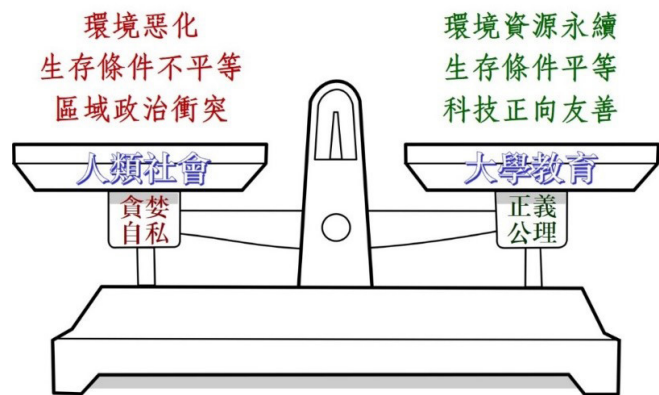 環境惡化
生存條件不平等
區域政治衝突
人類社會
貪婪
自私
環境資源永續
生存條件平等
科技正向友善
大學教育
正義
公理